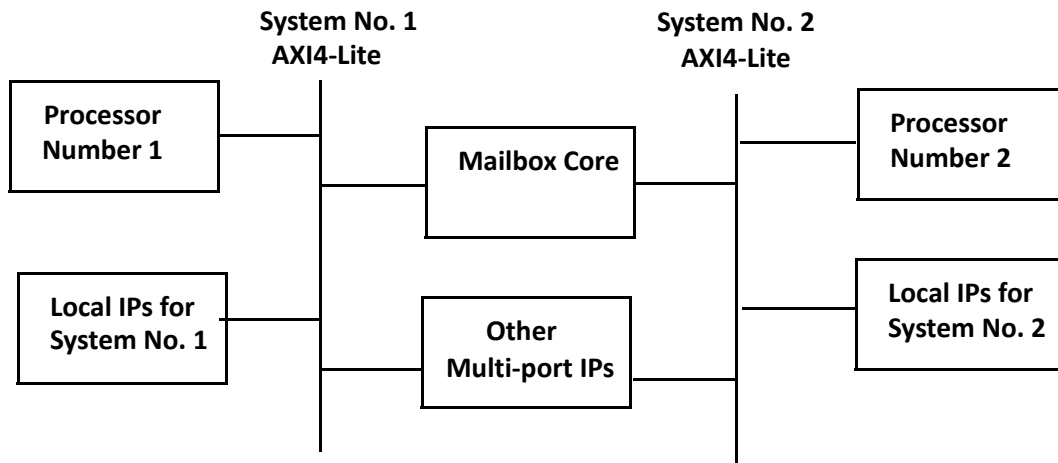 System No. 1
AXI4-Lite
System No. 2
AXI4-Lite
Processor
Number 1
Mailbox Core
Processor
Number 2
Local IPs for
System No. 1
Other
Multi-port IPs
Local IPs for
System No. 2